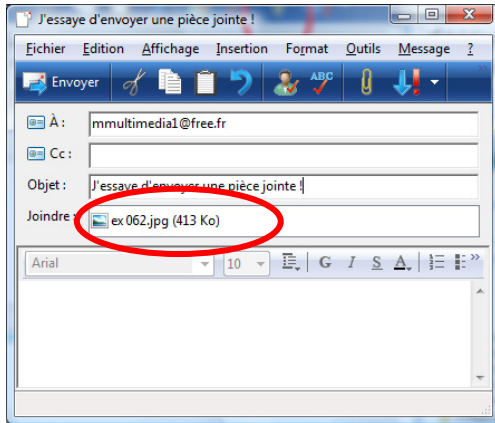 J'essaye d'envoyer une pièce jointe !
Fichier Edition Affichage Insertion Format Outils Message ?
Envoyer ABC »
À : mmultimedia1@free.fr
Cc :
Objet : J'essaye d'envoyer une pièce jointe !
Joindre : ex 062.jpg (413 Ko)
Arial 10 G I S A »